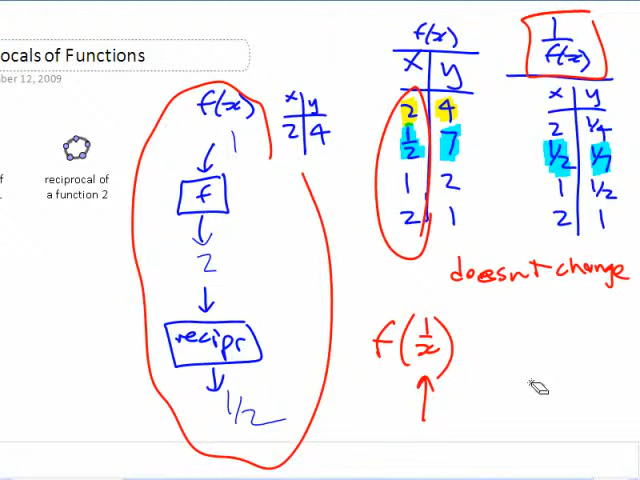 ocals of Functions
ber 12, 2009
reciprocal of
a function 2
f
f(x)
1
f
2
recipr
1/2
x y
2 4
f(x)
x y
2 4
1/2 7
1 2
2 1
1/f(x)
x y
2 1/4
1/2 1/7
1 1/2
2 1
doesn't change
f(1/x)